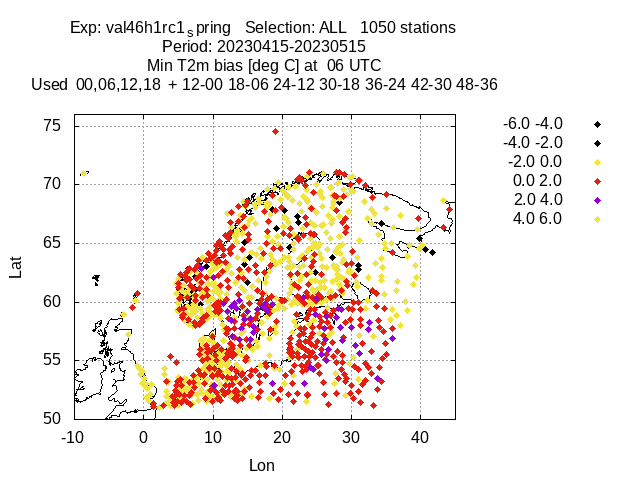 Exp: val46h1rc1spring Selection: ALL 1050 stations
Period: 20230415-20230515
Min T2m bias [deg C] at 06 UTC
Used 00,06,12,18 + 12-00 18-06 24-12 30-18 36-24 42-30 48-36
75
70
65
60
55
50
Lat
-10 0 10 20 30 40
Lon
-6.0 -4.0
-4.0 -2.0
-2.0 0.0
0.0 2.0
2.0 4.0
4.0 6.0